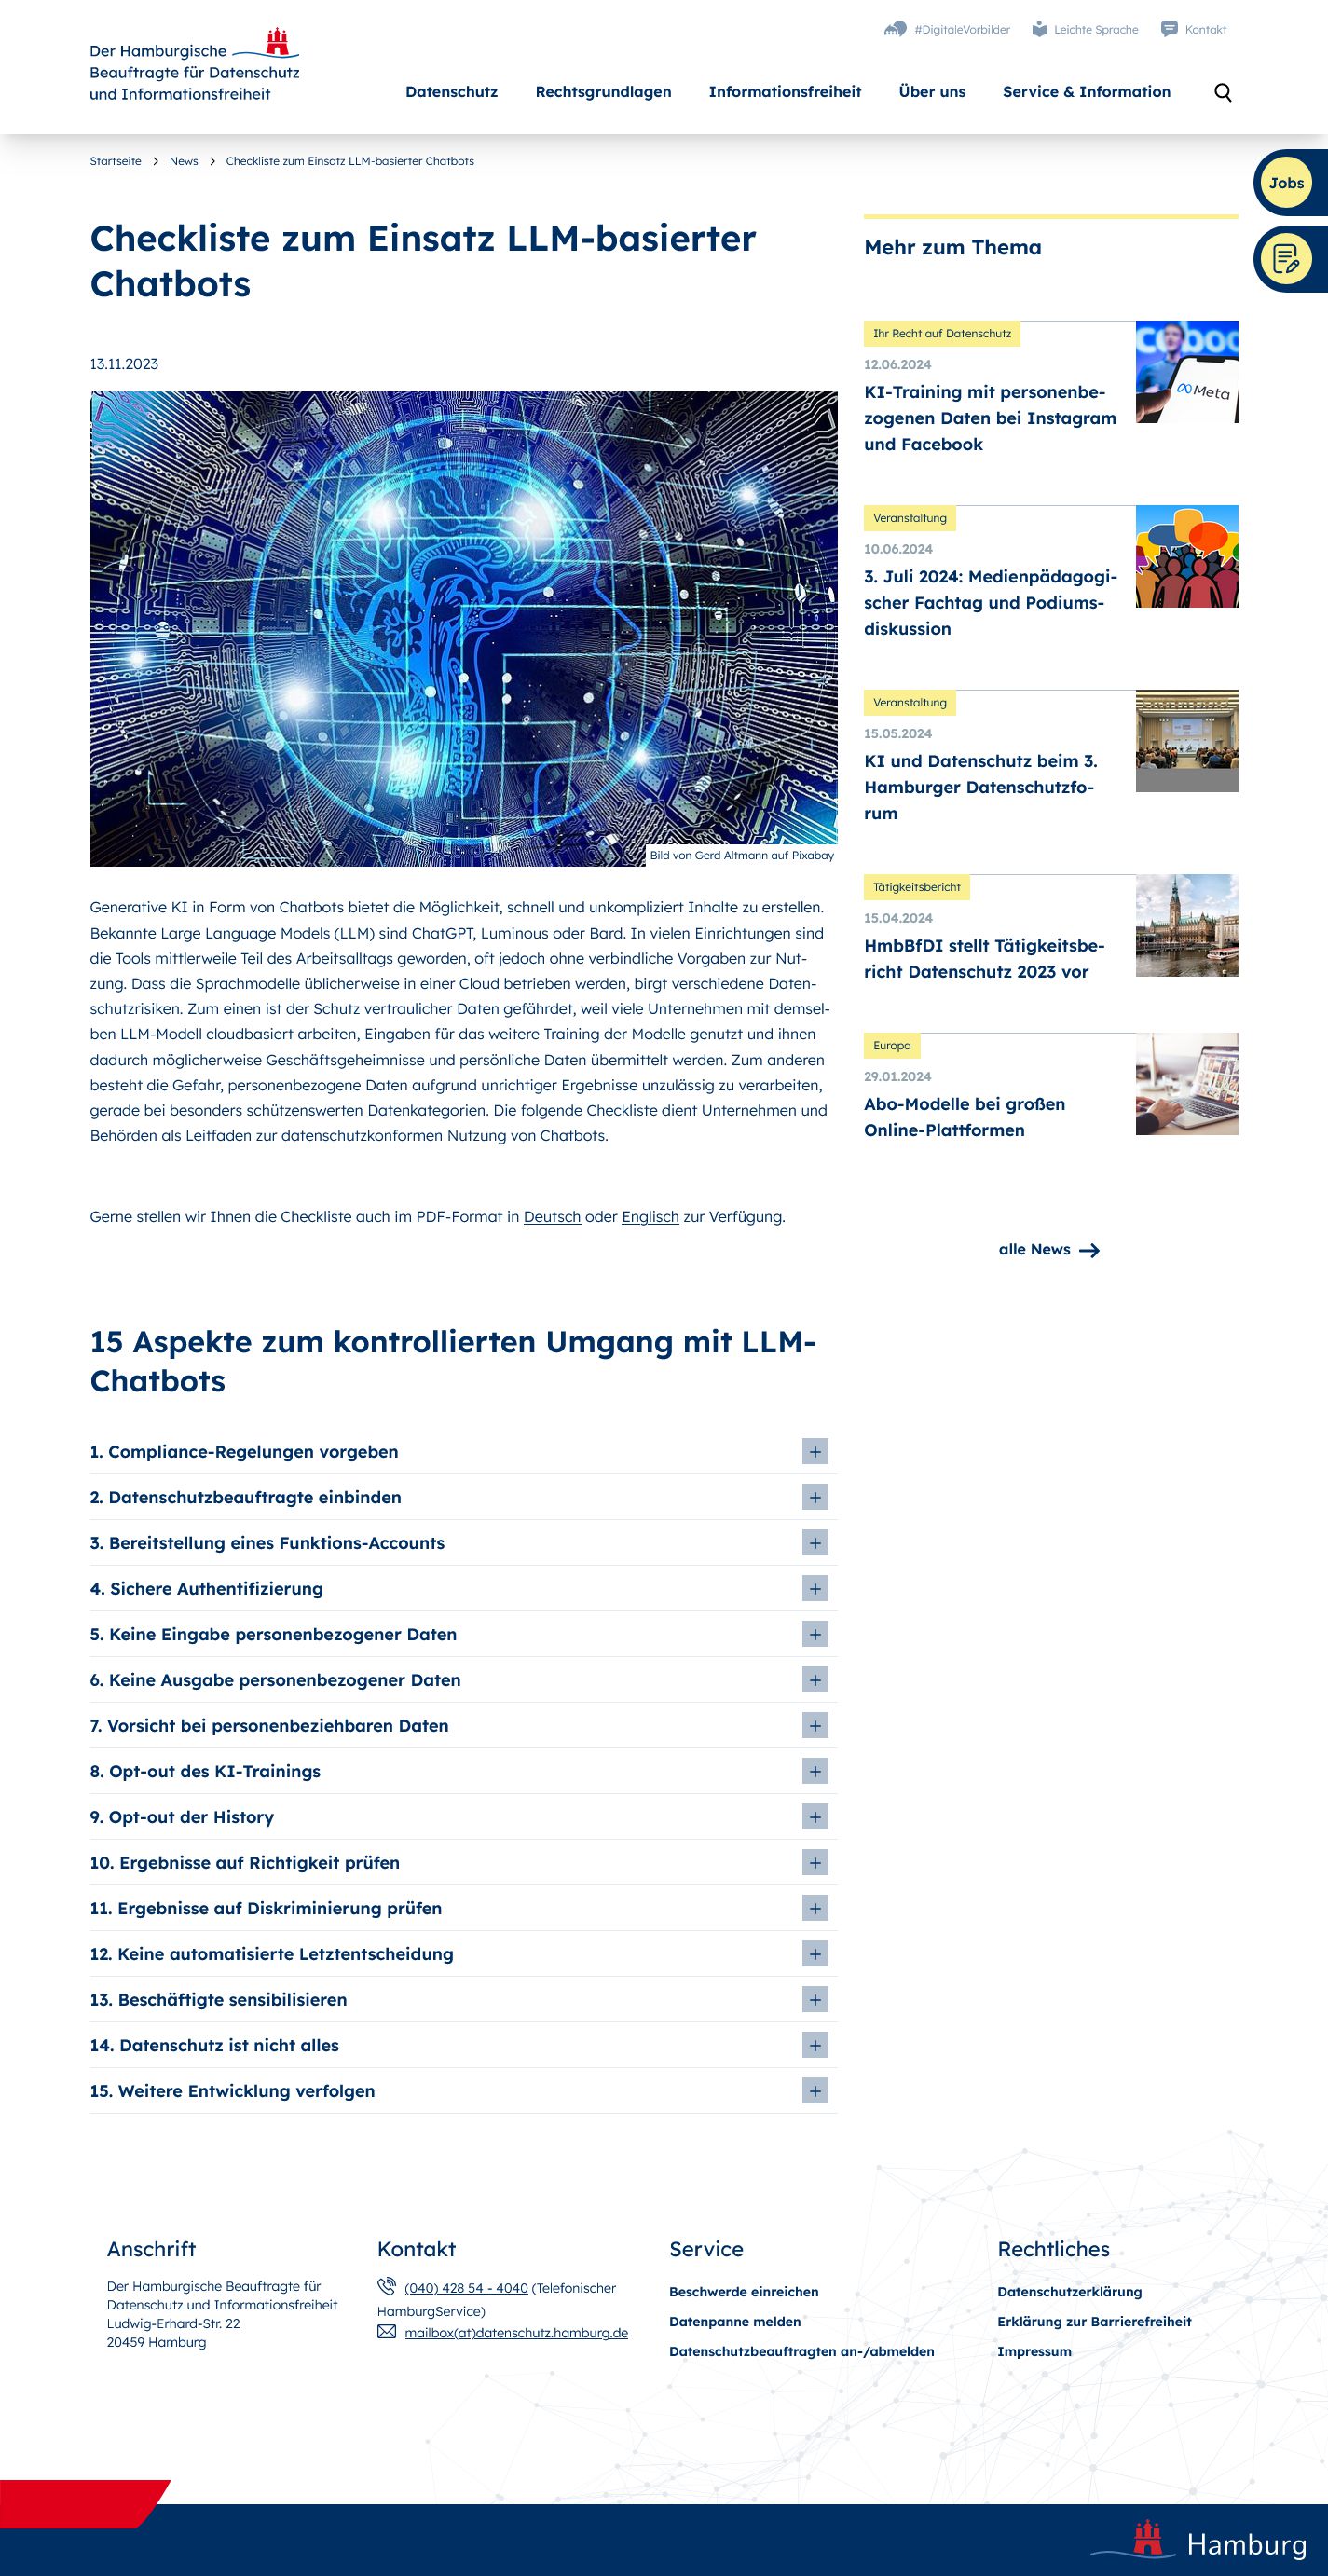 #DigitaleVorbilder
Leichte Sprache
Kontakt
Der Hamburgische
Beauftragte für Datenschutz
und Informationsfreiheit
Datenschutz
Rechtsgrundlagen
Informationsfreiheit
Über uns
Service & Information
Startseite
News
Checkliste zum Einsatz LLM-basierter Chatbots
Jobs
Checkliste zum Einsatz LLM-basierter
Chatbots
13.11.2023
Bild von Gerd Altmann auf Pixabay
Generative KI in Form von Chatbots bietet die Möglichkeit, schnell und unkompliziert Inhalte zu erstellen.
Bekannte Large Language Models (LLM) sind ChatGPT, Luminous oder Bard. In vielen Einrichtungen sind
die Tools mittlerweile Teil des Arbeitsalltags geworden, oft jedoch ohne verbindliche Vorgaben zur Nut-
zung. Dass die Sprachmodelle üblicherweise in einer Cloud betrieben werden, birgt verschiedene Daten-
schutzrisiken. Zum einen ist der Schutz vertraulicher Daten gefährdet, weil viele Unternehmen mit demsel-
ben LLM-Modell cloudbasiert arbeiten, Eingaben für das weitere Training der Modelle genutzt und ihnen
dadurch möglicherweise Geschäftsgeheimnisse und persönliche Daten übermittelt werden. Zum anderen
besteht die Gefahr, personenbezogene Daten aufgrund unrichtiger Ergebnisse unzulässig zu verarbeiten,
gerade bei besonders schützenswerten Datenkategorien. Die folgende Checkliste dient Unternehmen und
Behörden als Leitfaden zur datenschutzkonformen Nutzung von Chatbots.
Gerne stellen wir Ihnen die Checkliste auch im PDF-Format in Deutsch oder Englisch zur Verfügung.
15 Aspekte zum kontrollierten Umgang mit LLM-
Chatbots
1. Compliance-Regelungen vorgeben
2. Datenschutzbeauftragte einbinden
3. Bereitstellung eines Funktions-Accounts
4. Sichere Authentifizierung
5. Keine Eingabe personenbezogener Daten
6. Keine Ausgabe personenbezogener Daten
7. Vorsicht bei personenbeziehbaren Daten
8. Opt-out des KI-Trainings
9. Opt-out der History
10. Ergebnisse auf Richtigkeit prüfen
11. Ergebnisse auf Diskriminierung prüfen
12. Keine automatisierte Letztentscheidung
13. Beschäftigte sensibilisieren
14. Datenschutz ist nicht alles
15. Weitere Entwicklung verfolgen
Mehr zum Thema
Ihr Recht auf Datenschutz
12.06.2024
KI-Training mit personenbe-
zogenen Daten bei Instagram
und Facebook
ceboo
Meta
Veranstaltung
10.06.2024
3. Juli 2024: Medienpädagogi-
scher Fachtag und Podiums-
diskussion
Veranstaltung
15.05.2024
KI und Datenschutz beim 3.
Hamburger Datenschutzfo-
rum
Tätigkeitsbericht
15.04.2024
HmbBfDI stellt Tätigkeitsbe-
richt Datenschutz 2023 vor
Europa
29.01.2024
Abo-Modelle bei großen
Online-Plattformen
alle News
Anschrift
Der Hamburgische Beauftragte für
Datenschutz und Informationsfreiheit
Ludwig-Erhard-Str. 22
20459 Hamburg
Kontakt
(040) 428 54 - 4040 (Telefonischer
HamburgService)
mailbox(at)datenschutz.hamburg.de
Service
Beschwerde einreichen
Datenpanne melden
Datenschutzbeauftragten an-/abmelden
Rechtliches
Datenschutzerklärung
Erklärung zur Barrierefreiheit
Impressum
Hamburg